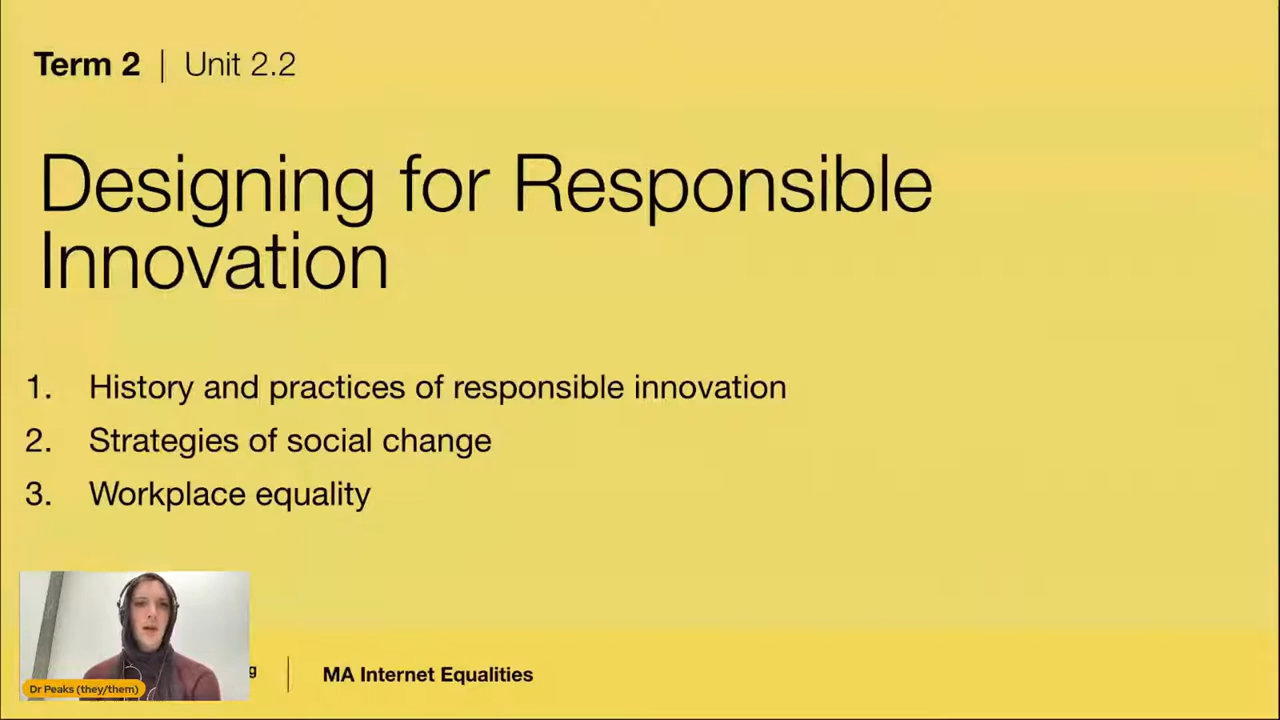 Term 2 | Unit 2.2
Designing for Responsible
Innovation
1. History and practices of responsible innovation
2. Strategies of social change
3. Workplace equality
Dr Peaks (they/them)
g | MA Internet Equalities